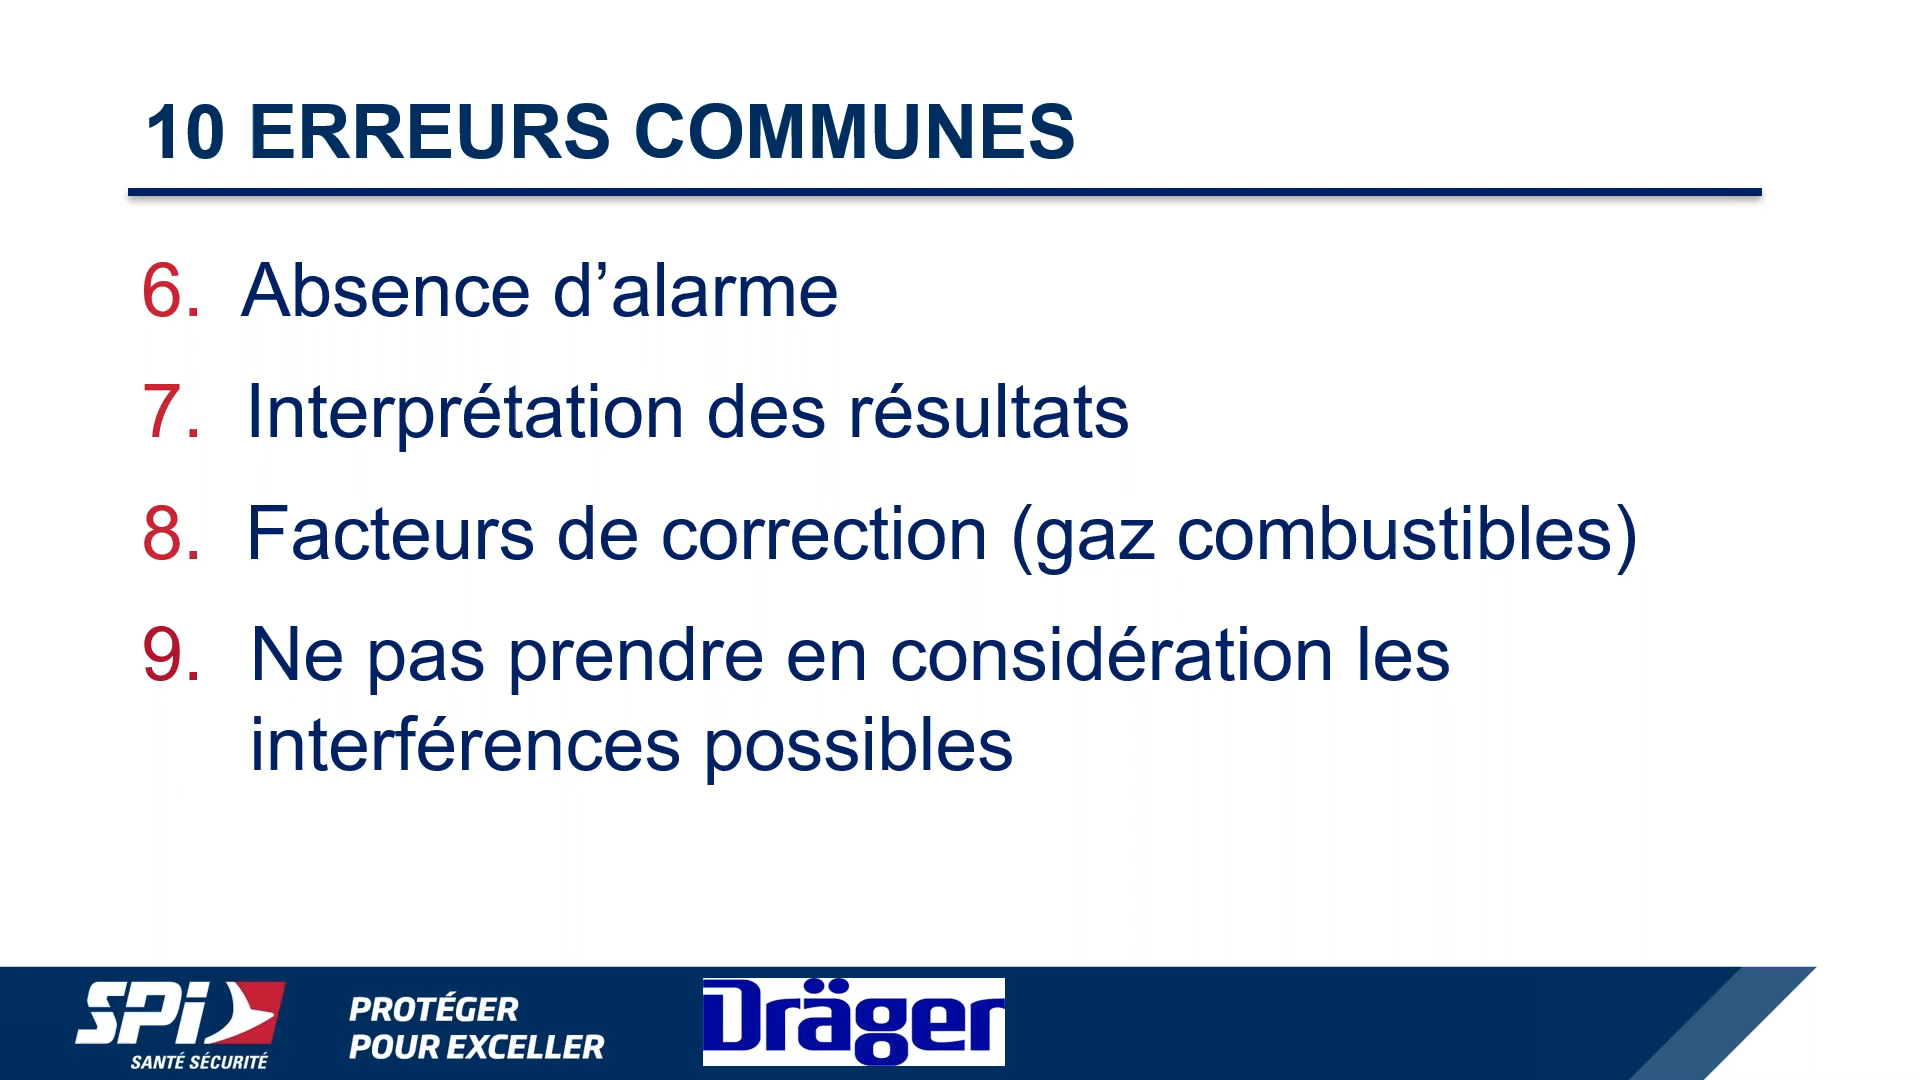 10 ERREURS COMMUNES
6. Absence d’alarme
7. Interprétation des résultats
8. Facteurs de correction (gaz combustibles)
9. Ne pas prendre en considération les
interférences possibles
SPI
SANTÉ SÉCURITÉ
PROTÉGER
POUR EXCELLER
Dräger